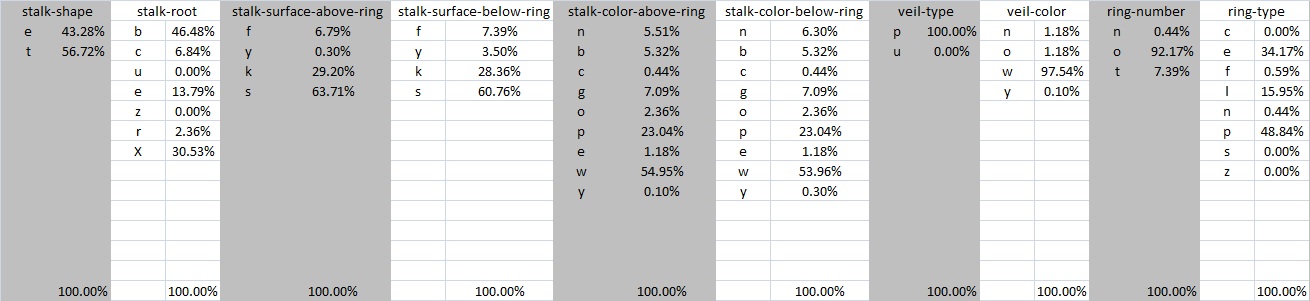 stalk-shape stalk-root stalk-surface-above-ring stalk-surface-below-ring stalk-color-above-ring stalk-color-below-ring veil-type veil-color ring-number ring-type
e 43.28% b 46.48% f 6.79% f 7.39% n 5.51% n 6.30% p 100.00% n 1.18% n 0.44% c 0.00%
t 56.72% c 6.84% y 0.30% y 3.50% b 5.32% b 5.32% u 0.00% o 1.18% o 92.17% e 34.17%
u 0.00% k 29.20% k 28.36% c 0.44% c 0.44% w 97.54% t 7.39% f 0.59%
e 13.79% s 63.71% s 60.76% g 7.09% g 7.09% y 0.10% l 15.95%
z 0.00% o 2.36% o 2.36% n 0.44%
r 2.36% p 23.04% p 23.04% p 48.84%
X 30.53% e 1.18% e 1.18% s 0.00%
w 54.95% w 53.96% z 0.00%
y 0.10% y 0.30%
100.00% 100.00% 100.00% 100.00% 100.00% 100.00% 100.00% 100.00% 100.00% 100.00%